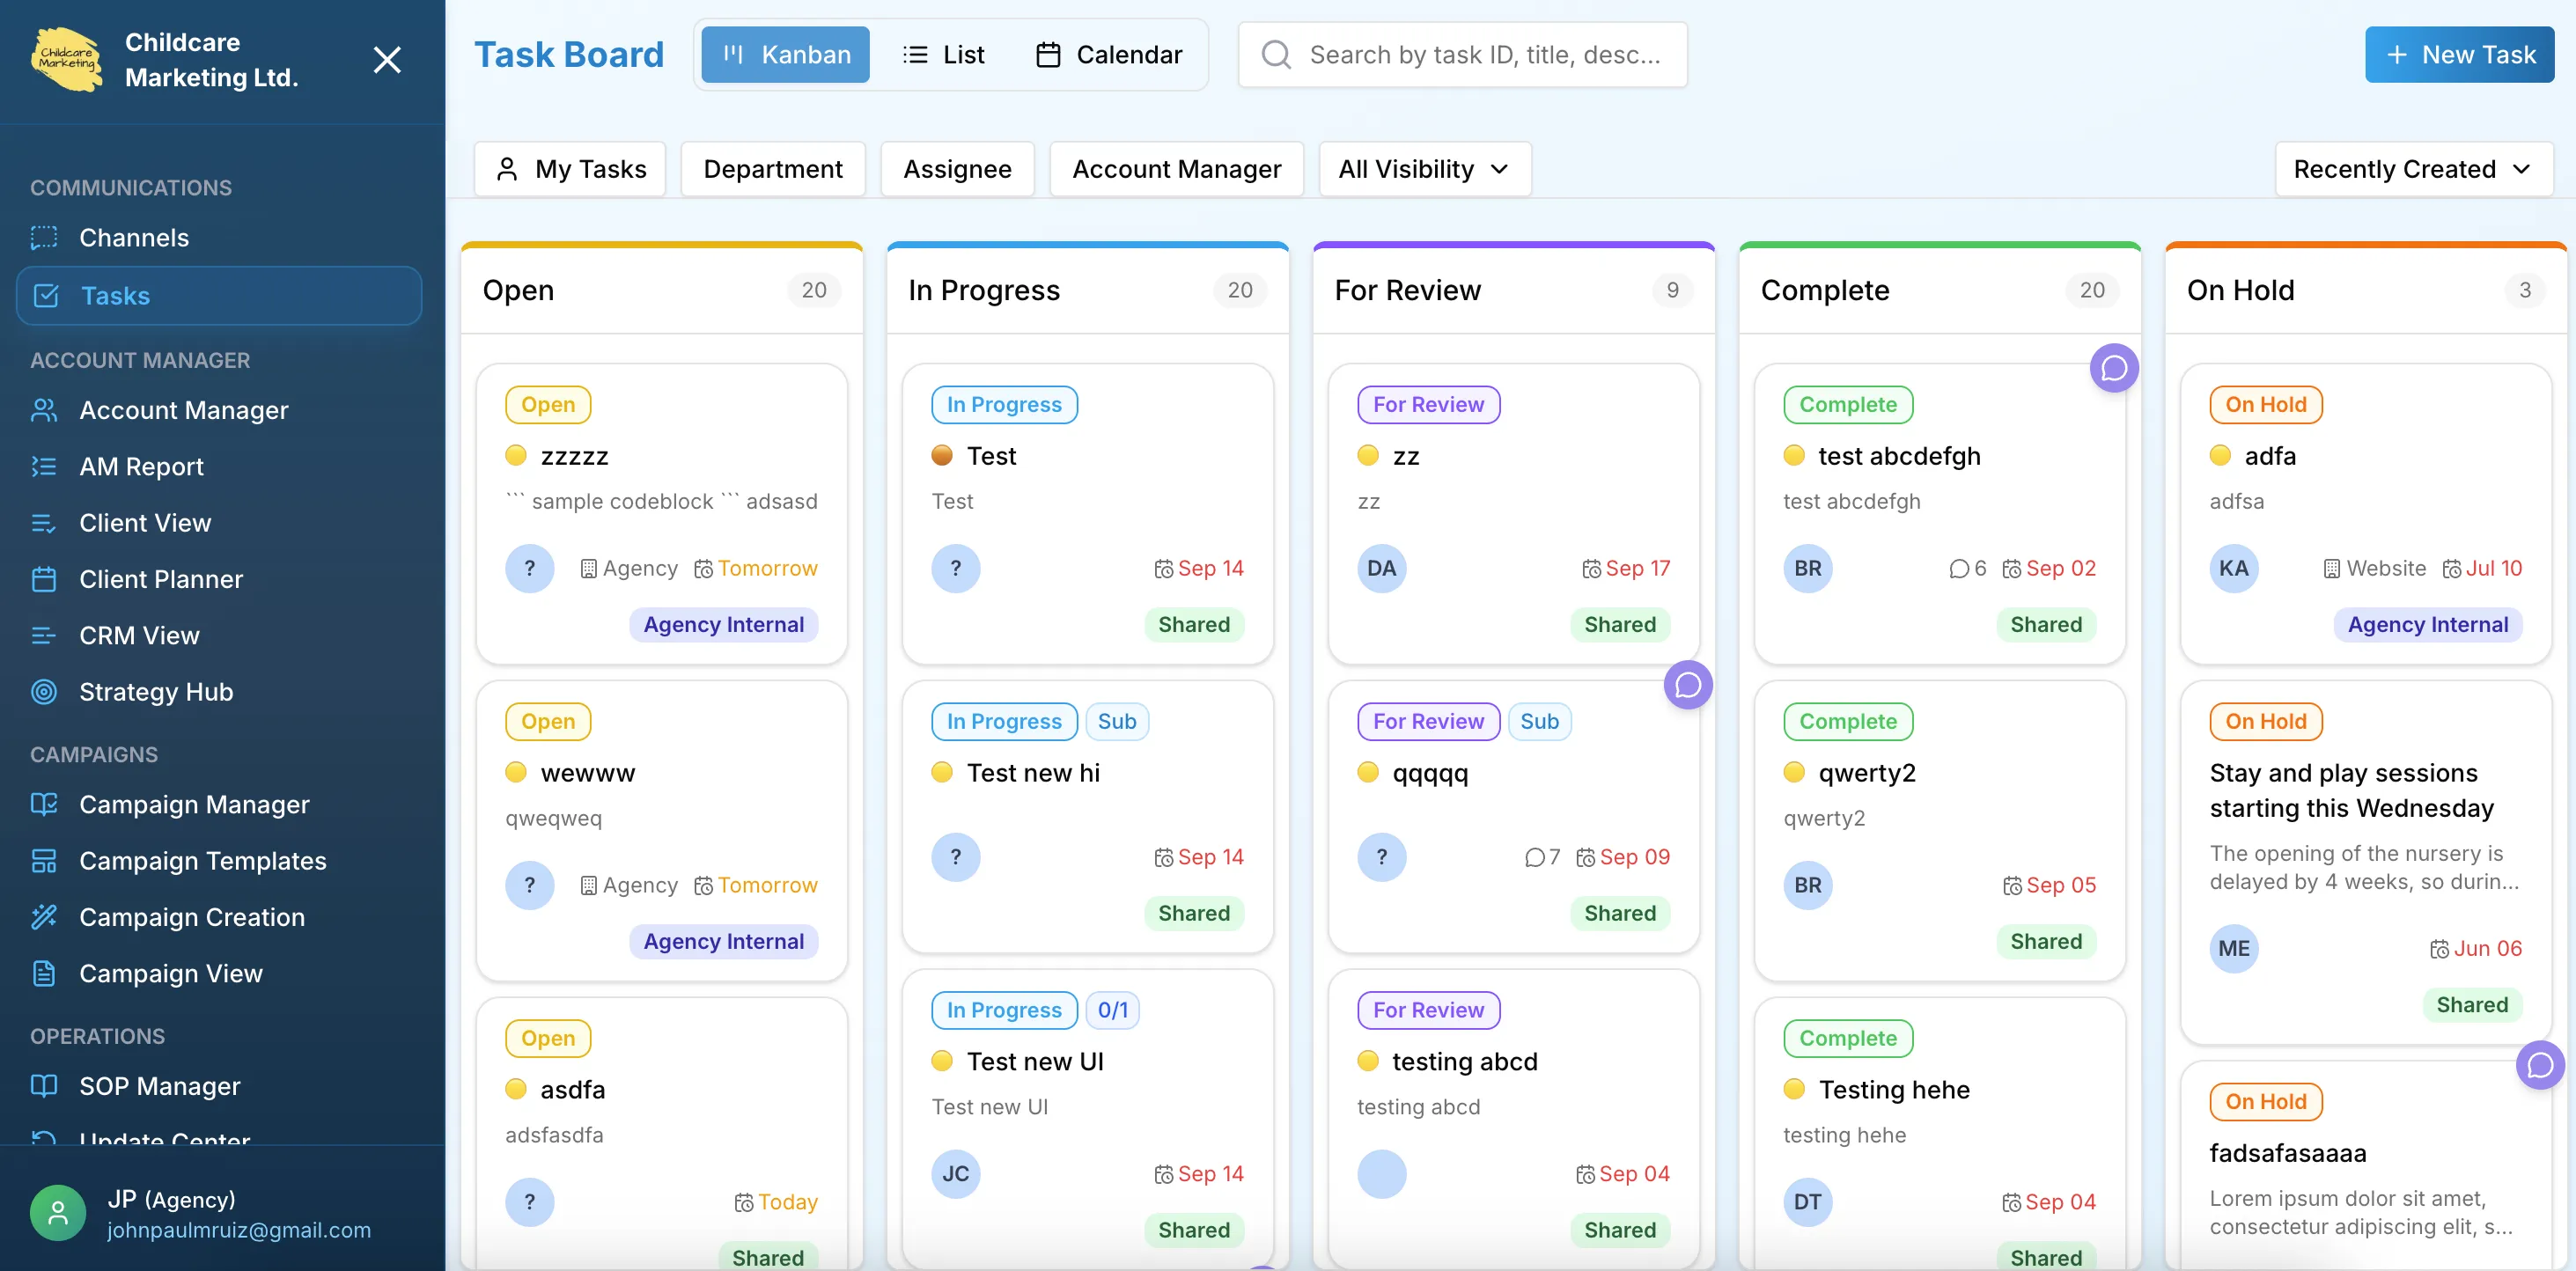 Childcare
Marketing
Childcare
Marketing Ltd.
COMMUNICATIONS
Channels
Tasks
ACCOUNT MANAGER
Account Manager
AM Report
Client View
Client Planner
CRM View
Strategy Hub
CAMPAIGNS
Campaign Manager
Campaign Templates
Campaign Creation
Campaign View
OPERATIONS
SOP Manager
Update Center
JP (Agency)
johnpaulmruiz@gmail.com
Task Board
Kanban
List
Calendar
Search by task ID, title, desc...
New Task
My Tasks
Department
Assignee
Account Manager
All Visibility
Recently Created
Open
20
Open
zzzzz
``` sample codeblock ``` adsasd
?
Agency
Tomorrow
Agency Internal
Open
wewww
qweqweq
?
Agency
Tomorrow
Agency Internal
Open
asdfa
adsfasdfa
?
Today
Shared
In Progress
20
In Progress
Test
Test
?
Sep 14
Shared
In Progress
Sub
Test new hi
?
Sep 14
Shared
In Progress
0/1
Test new UI
Test new UI
JC
Sep 14
Shared
For Review
9
For Review
zz
zz
DA
Sep 17
Shared
For Review
Sub
qqqqq
?
7
Sep 09
Shared
For Review
testing abcd
testing abcd
Sep 04
Shared
Complete
20
Complete
test abcdefgh
test abcdefgh
BR
6
Sep 02
Shared
Complete
qwerty2
qwerty2
BR
Sep 05
Shared
Complete
Testing hehe
testing hehe
DT
Sep 04
Shared
On Hold
3
On Hold
adfa
adfsa
KA
Website
Jul 10
Agency Internal
On Hold
Stay and play sessions
starting this Wednesday
The opening of the nursery is
delayed by 4 weeks, so durin...
ME
Jun 06
Shared
On Hold
fadsafasaaaa
Lorem ipsum dolor sit amet,
consectetur adipiscing elit, s...